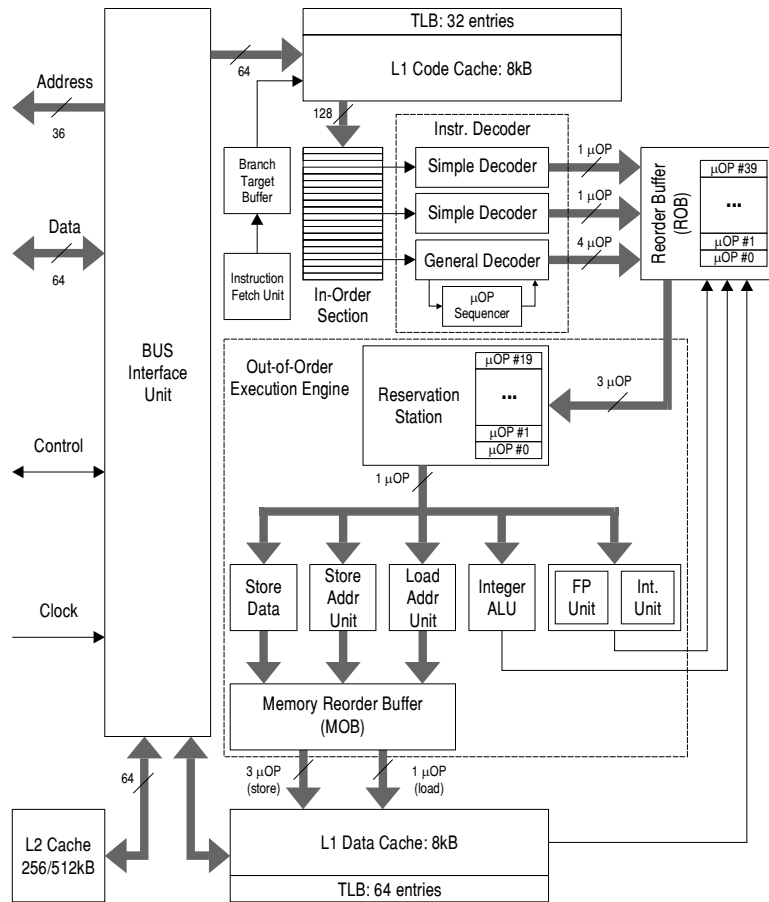 TLB: 32 entries
L1 Code Cache: 8kB
64
Address
36
128
Instr. Decoder
Branch
Target
Buffer
Simple Decoder
1 µOP
Simple Decoder
1 µOP
General Decoder
4 µOP
µOP
Sequencer
Reorder Buffer
(ROB)
µOP #39
...
µOP #1
µOP #0
Data
64
Instruction
Fetch Unit
In-Order
Section
BUS
Interface
Unit
Out-of-Order
Execution Engine
Reservation
Station
µOP #19
...
µOP #1
µOP #0
3 µOP
Control
1 µOP
Store
Data
Store
Addr
Unit
Load
Addr
Unit
Integer
ALU
FP
Unit
Int.
Unit
Clock
Memory Reorder Buffer
(MOB)
64
3 µOP
(store)
1 µOP
(load)
L2 Cache
256/512kB
L1 Data Cache: 8kB
TLB: 64 entries